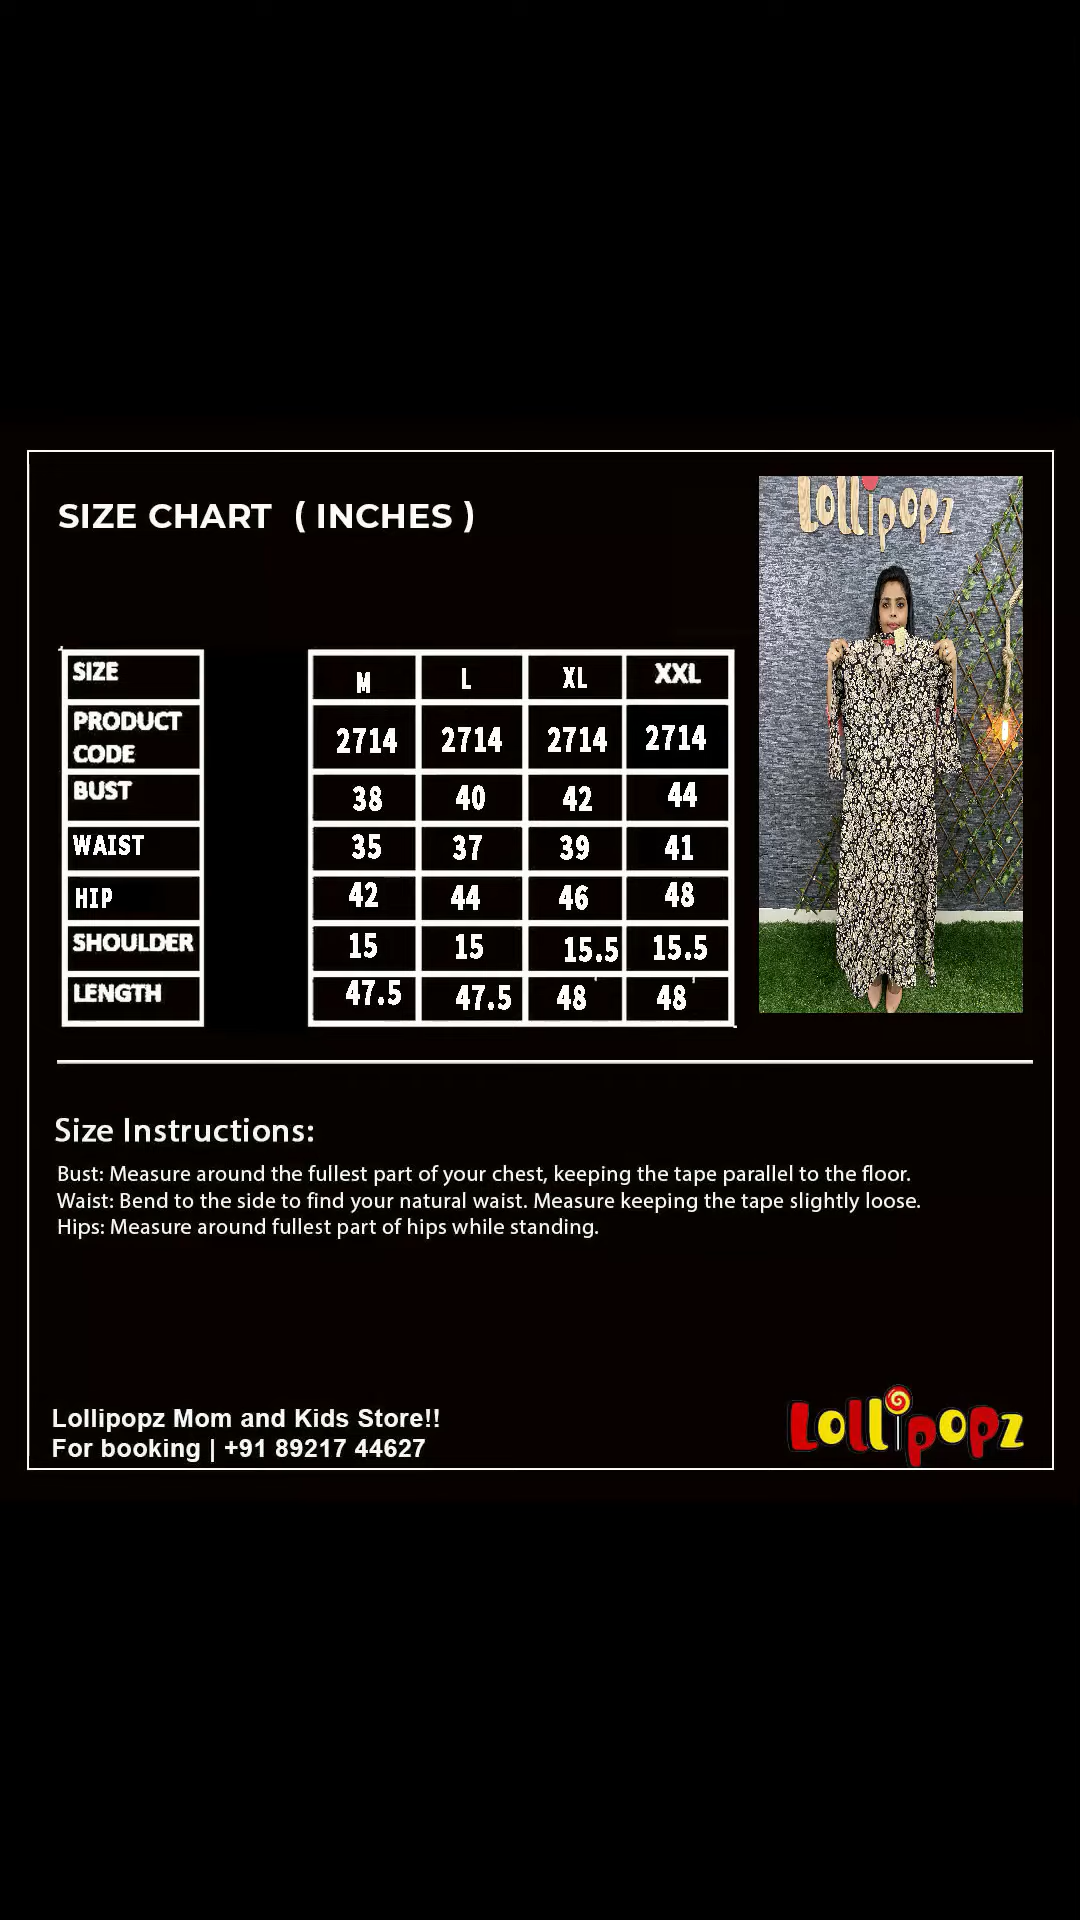 SIZE CHART ( INCHES )
Lollipopz
SIZE M L XL XXL
PRODUCT CODE 2714 2714 2714 2714
BUST 38 40 42 44
WAIST 35 37 39 41
HIP 42 44 46 48
SHOULDER 15 15 15.5 15.5
LENGTH 47.5 47.5 48 48
Size Instructions:
Bust: Measure around the fullest part of your chest, keeping the tape parallel to the floor.
Waist: Bend to the side to find your natural waist. Measure keeping the tape slightly loose.
Hips: Measure around fullest part of hips while standing.
Lollipopz Mom and Kids Store!!
For booking | +91 89217 44627
Lollipopz